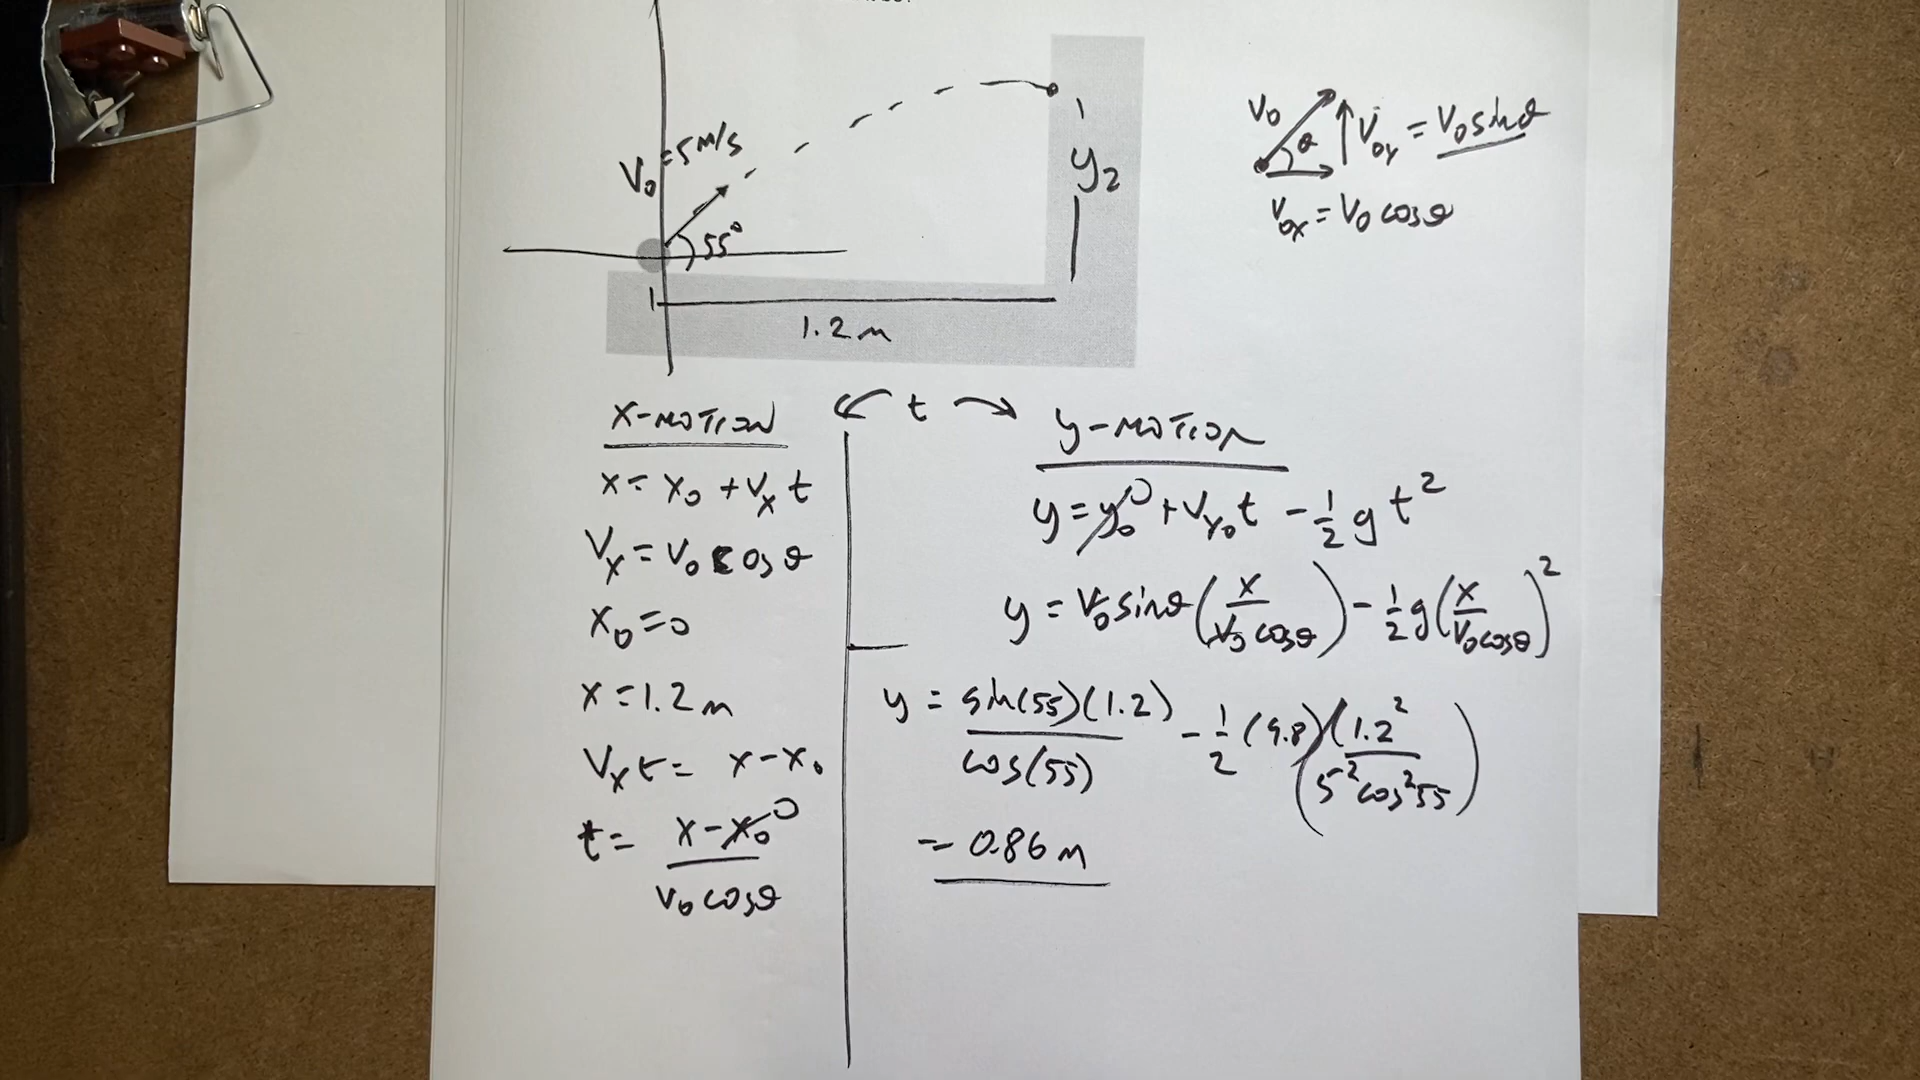 V₀ = 5 m/s
55°
1.2 m
y₂
V₀
θ
V₀y = V₀ sinθ
V₀x = V₀ cosθ
x-MOTION
x = x₀ + Vₓ t
Vₓ = V₀ cosθ
x₀ = 0
x = 1.2 m
Vₓ t = x - x₀
t = (x - x₀⁰) / (V₀ cosθ)
t
y-MOTION
y = y₀⁰ + Vy₀ t - 1/2 g t²
y = V₀ sinθ (x / (V₀ cosθ)) - 1/2 g (x / (V₀ cosθ))²
y = sin(55)(1.2) / cos(55) - 1/2 (9.8) (1.2² / (5² cos² 55))
= 0.86 m